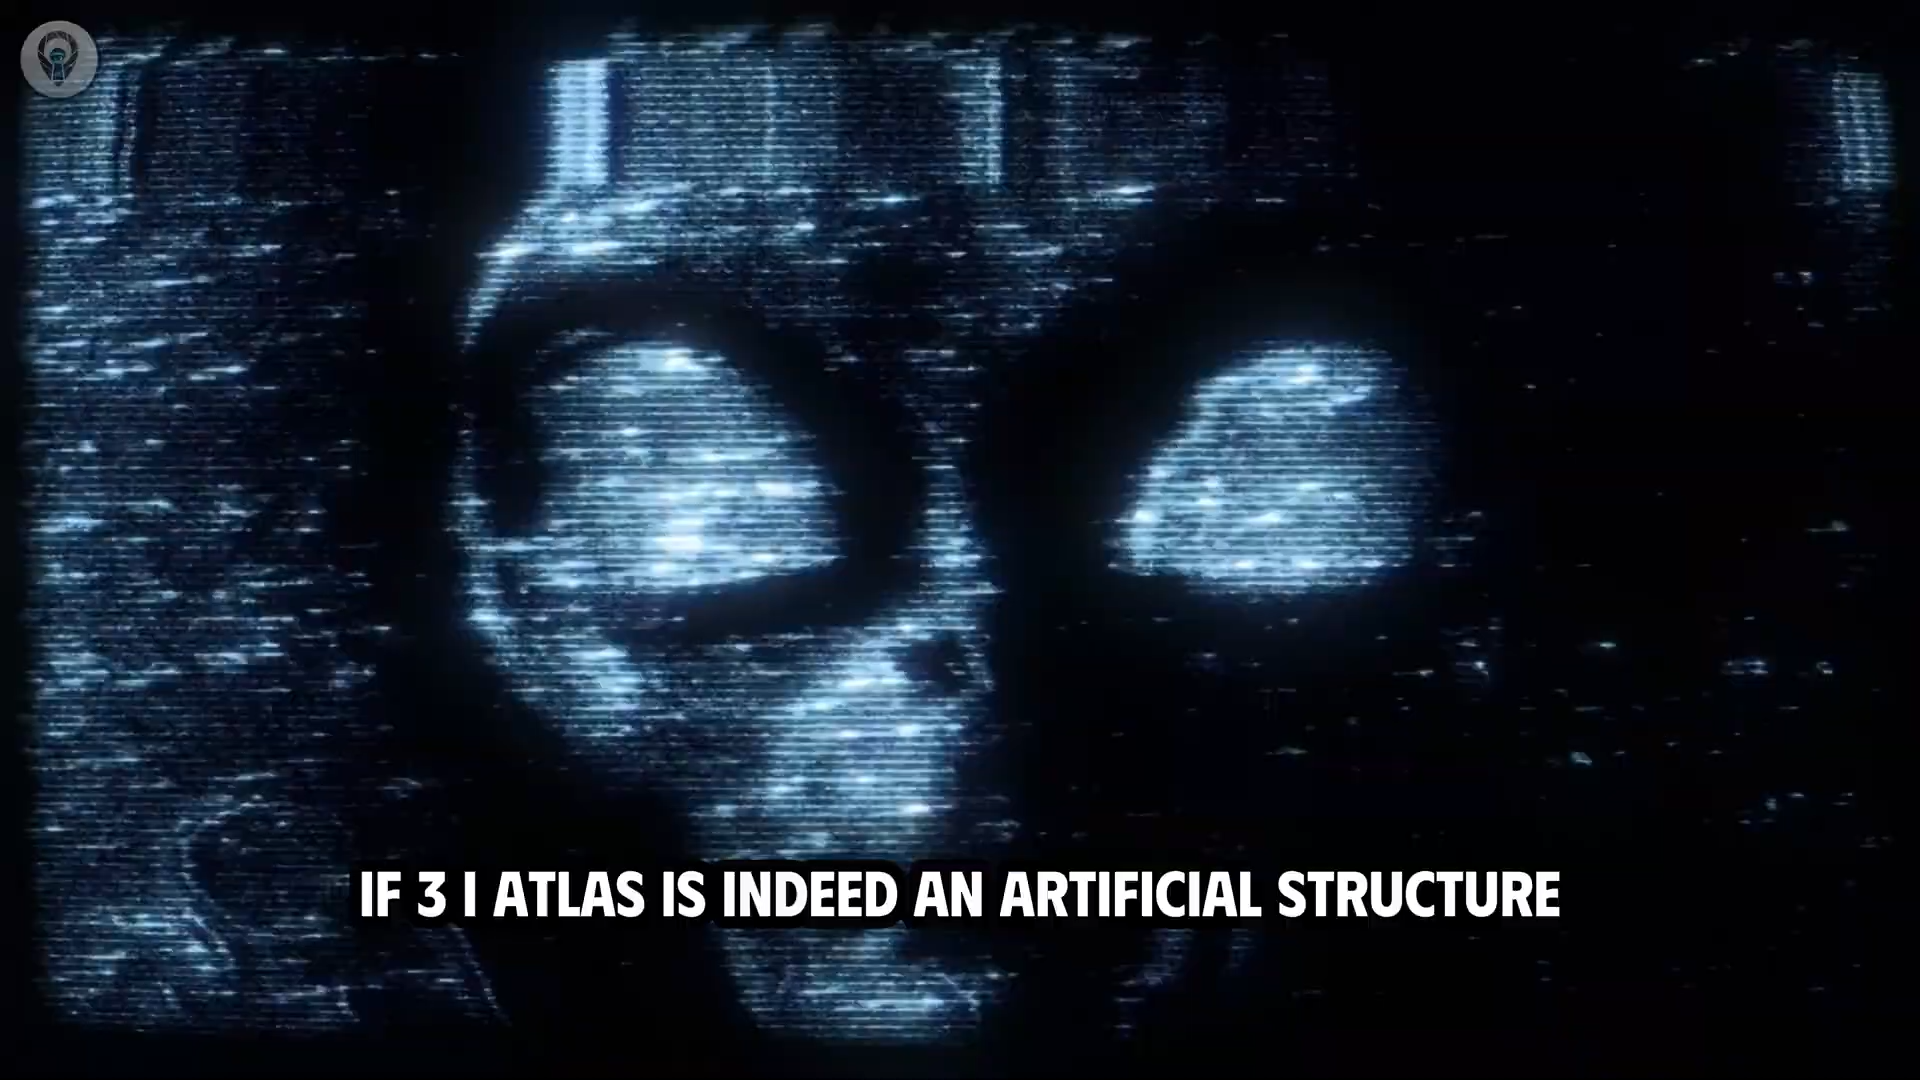 IF 3 I ATLAS IS INDEED AN ARTIFICIAL STRUCTURE